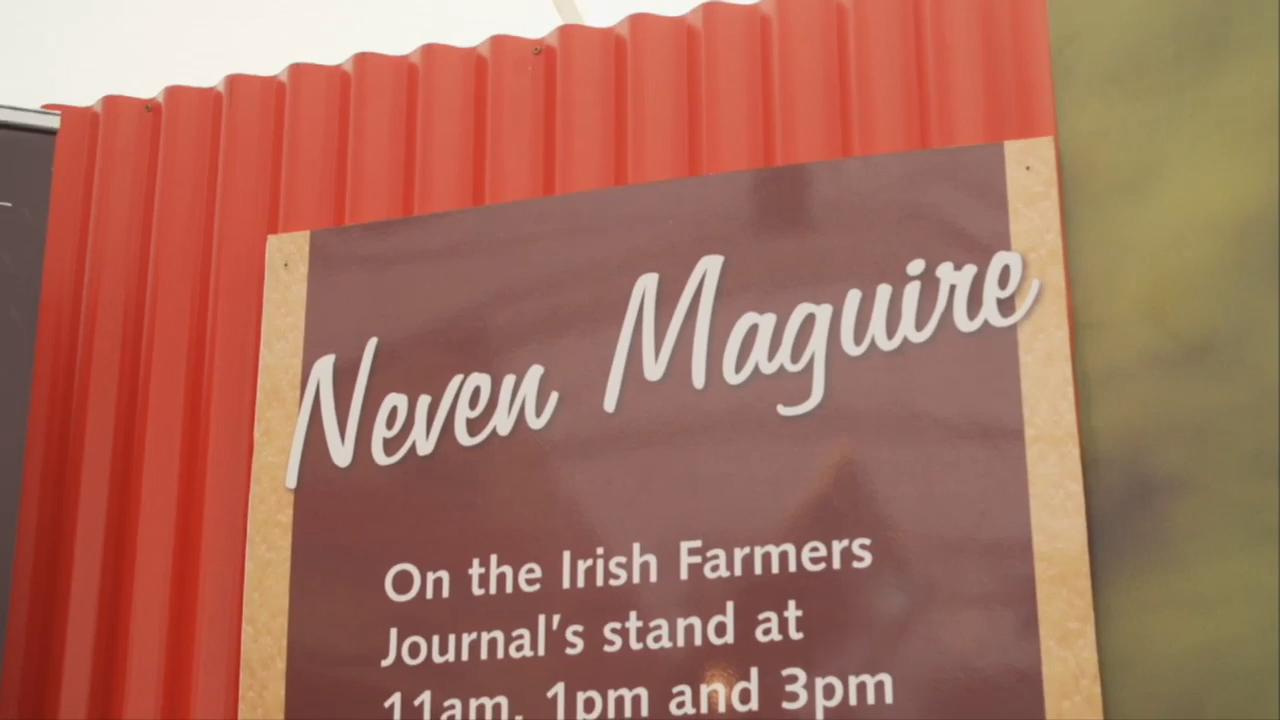 Neven Maguire
On the Irish Farmers
Journal's stand at
11am, 1pm and 3pm